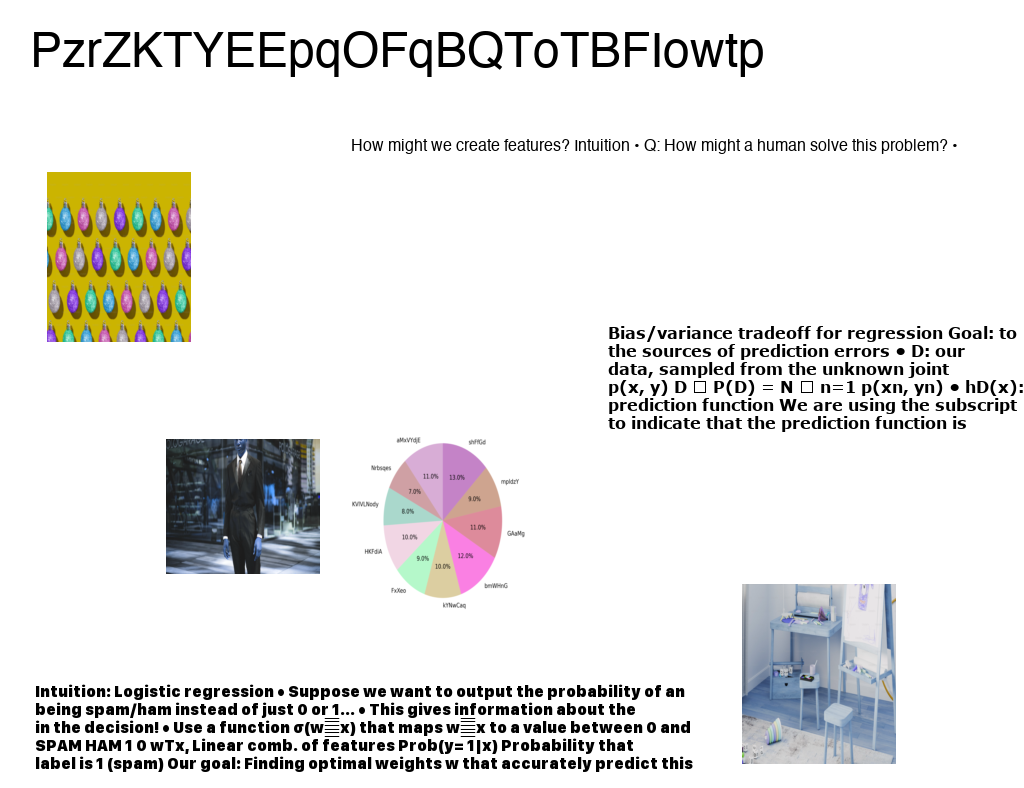 PzrZKTYEEpqOFqBQToTBFIowtp
How might we create features? Intuition • Q: How might a human solve this problem? •
Bias/variance tradeoff for regression Goal: to
the sources of prediction errors • D: our
data, sampled from the unknown joint
p(x, y) D □ P(D) = N □ n=1 p(xn, yn) • hD(x):
prediction function We are using the subscript
to indicate that the prediction function is
aMxVYdjE
shFfGd
Nrbsqes
11.0%
13.0%
mpIdzY
7.0%
9.0%
KVIVLNody
8.0%
11.0%
GAaMg
10.0%
HKFdiA
9.0%
12.0%
10.0%
FxXeo
bmWHnG
kYNwCaq
Intuition: Logistic regression • Suppose we want to output the probability of an
being spam/ham instead of just 0 or 1... • This gives information about the
in the decision! • Use a function σ(w𝄚x) that maps w𝄚x to a value between 0 and
SPAM HAM 1 0 wTx, Linear comb. of features Prob(y= 1|x) Probability that
label is 1 (spam) Our goal: Finding optimal weights w that accurately predict this